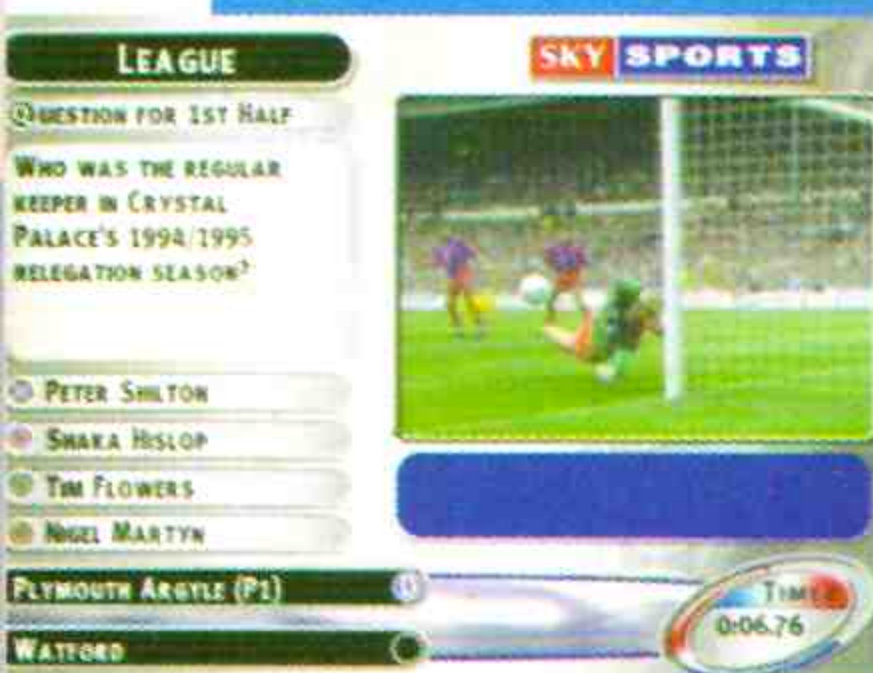 LEAGUE
SKY SPORTS
QUESTION FOR 1ST HALF
WHO WAS THE REGULAR
KEEPER IN CRYSTAL
PALACE'S 1994/1995
RELEGATION SEASON?
PETER SHILTON
SHAKA HISLOP
TIM FLOWERS
NIGEL MARTYN
PLYMOUTH ARGYLE (P1)
WATFORD
TIMER
0:06.76